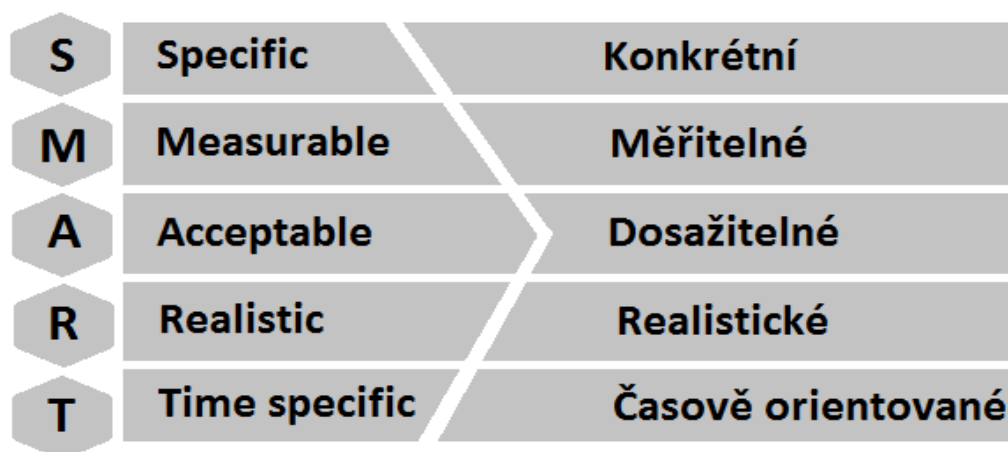 S Specific Konkrétní
M Measurable Měřitelné
A Acceptable Dosažitelné
R Realistic Realistické
T Time specific Časově orientované